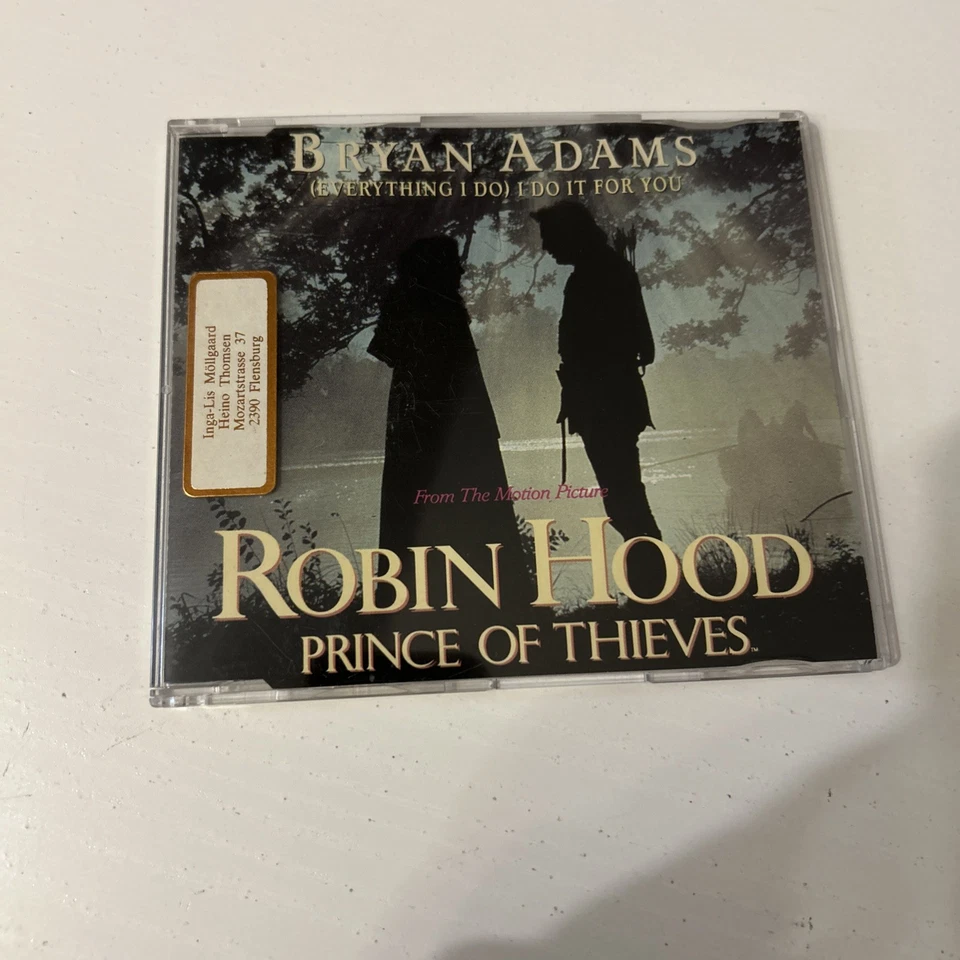 BRYAN ADAMS
(EVERYTHING I DO) I DO IT FOR YOU
Inga-Lis Möllgaard
Heino Thomsen
Mozartstrasse 37
2390 Flensburg
From The Motion Picture
ROBIN HOOD
PRINCE OF THIEVES™